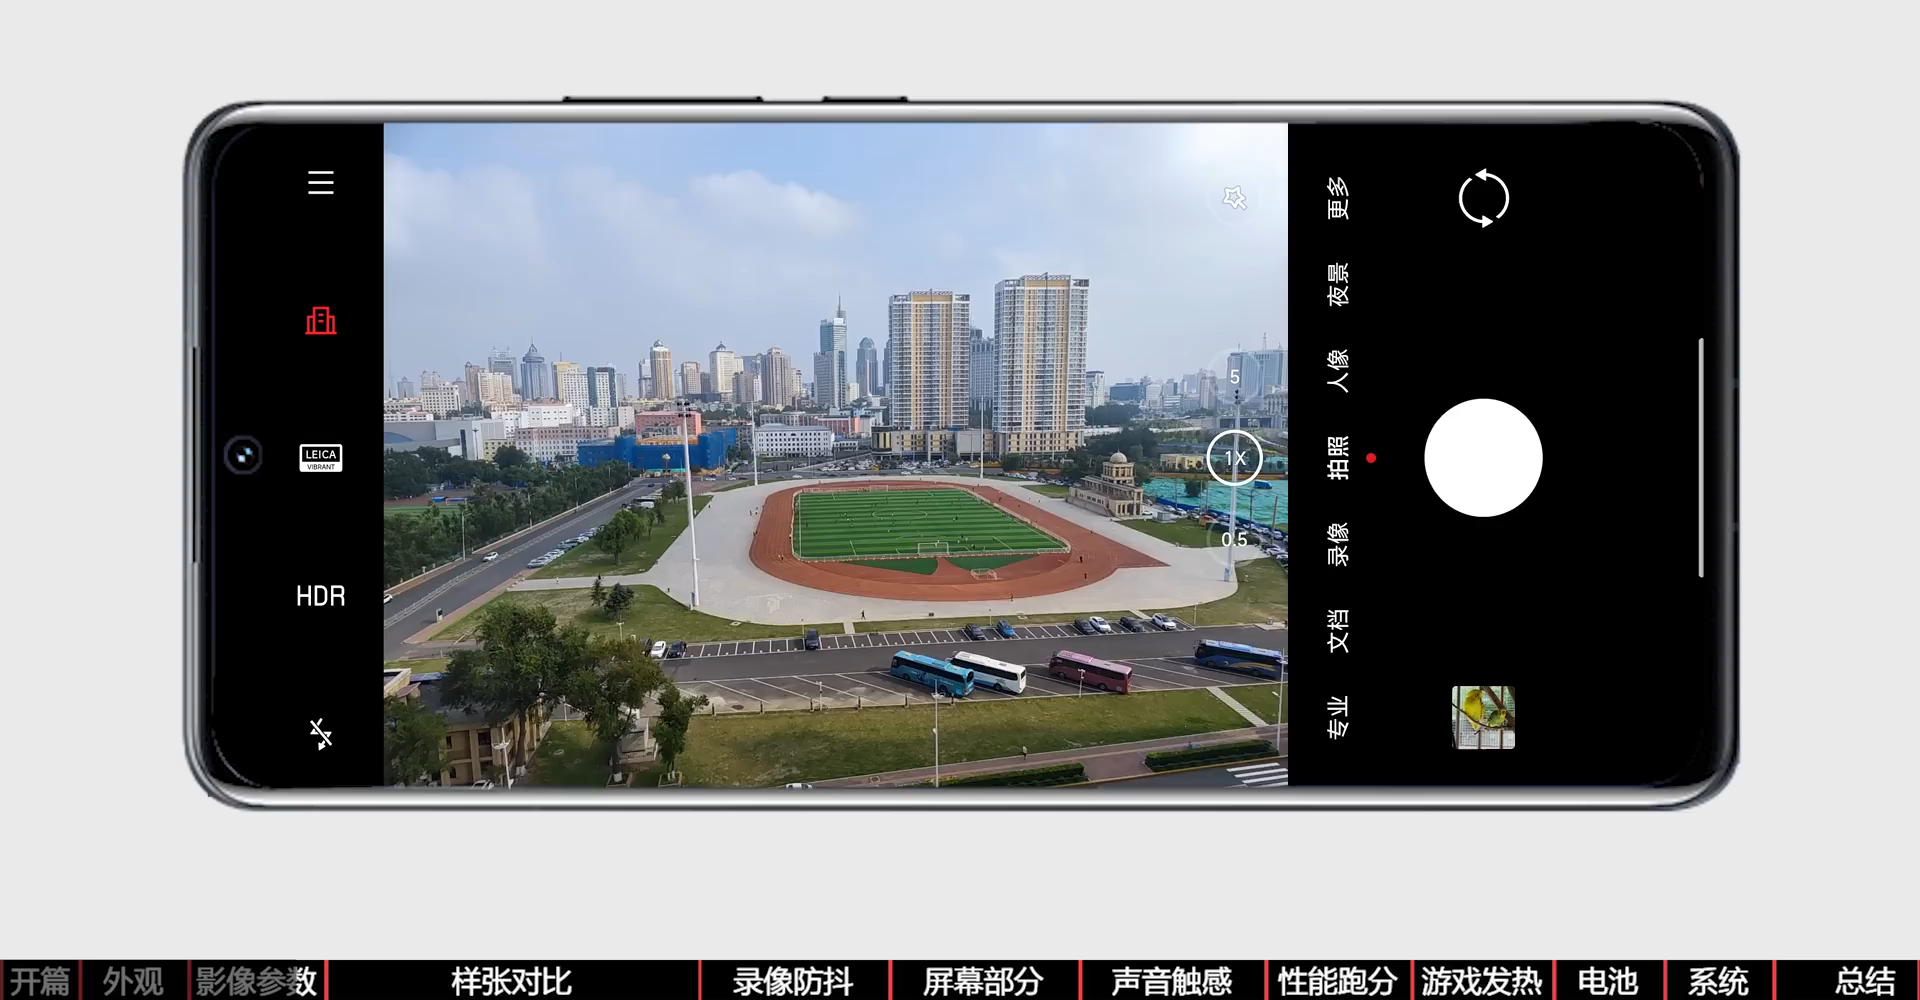 LEICA
VIBRANT
HDR
5
1X
0.5
更多
夜景
人像
拍照
录像
文档
专业
开篇 外观 影像参数 样张对比 录像防抖 屏幕部分 声音触感 性能跑分 游戏发热 电池 系统 总结